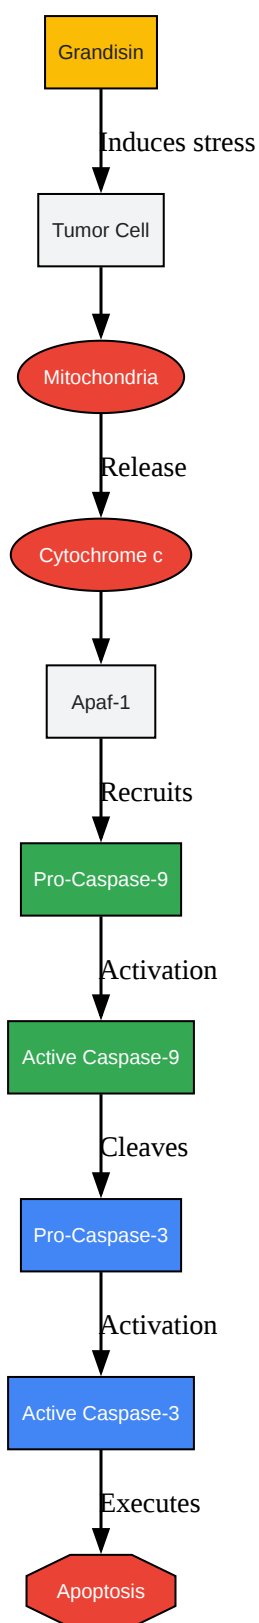 Grandisin
Induces stress
Tumor Cell
Mitochondria
Release
Cytochrome c
Apaf-1
Recruits
Pro-Caspase-9
Activation
Active Caspase-9
Cleaves
Pro-Caspase-3
Activation
Active Caspase-3
Executes
Apoptosis